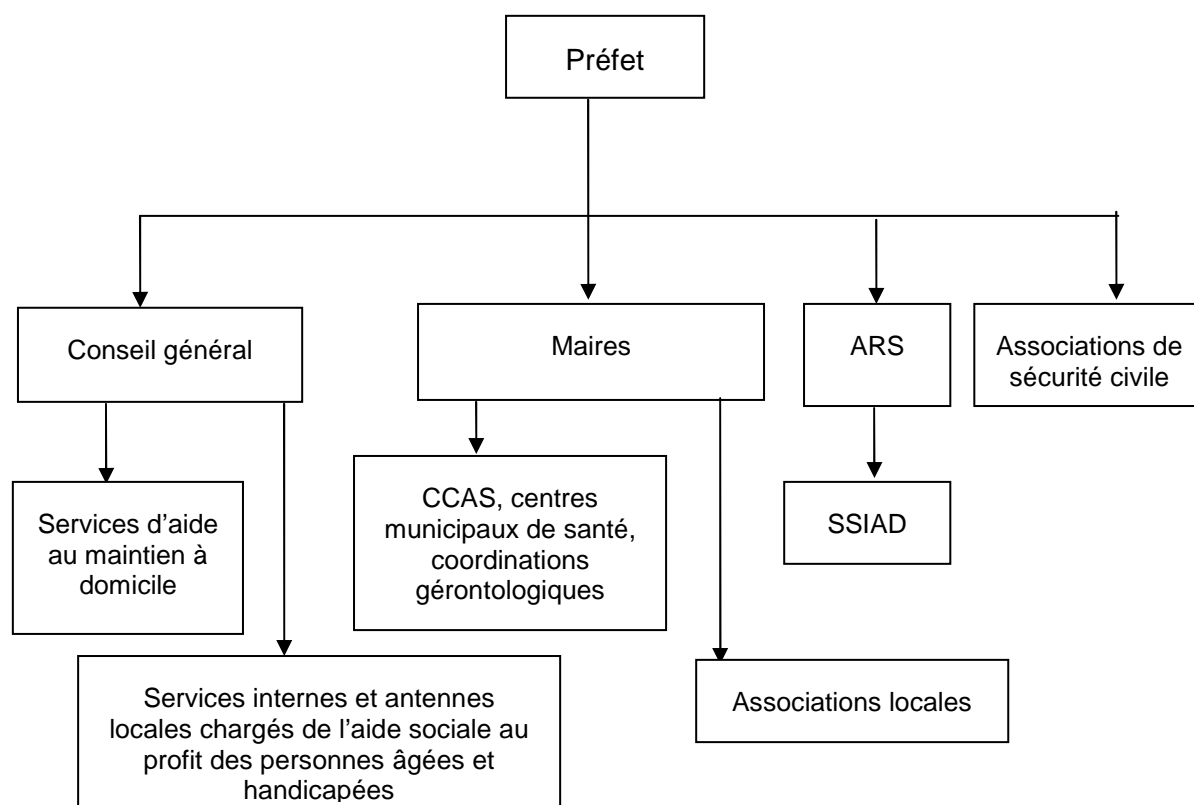 Préfet
Conseil général
Maires
ARS
Associations de
sécurité civile
Services d'aide
au maintien à
domicile
CCAS, centres
municipaux de santé,
coordinations
gérontologiques
SSIAD
Services internes et antennes
locales chargés de l'aide sociale au
profit des personnes âgées et
handicapées
Associations locales